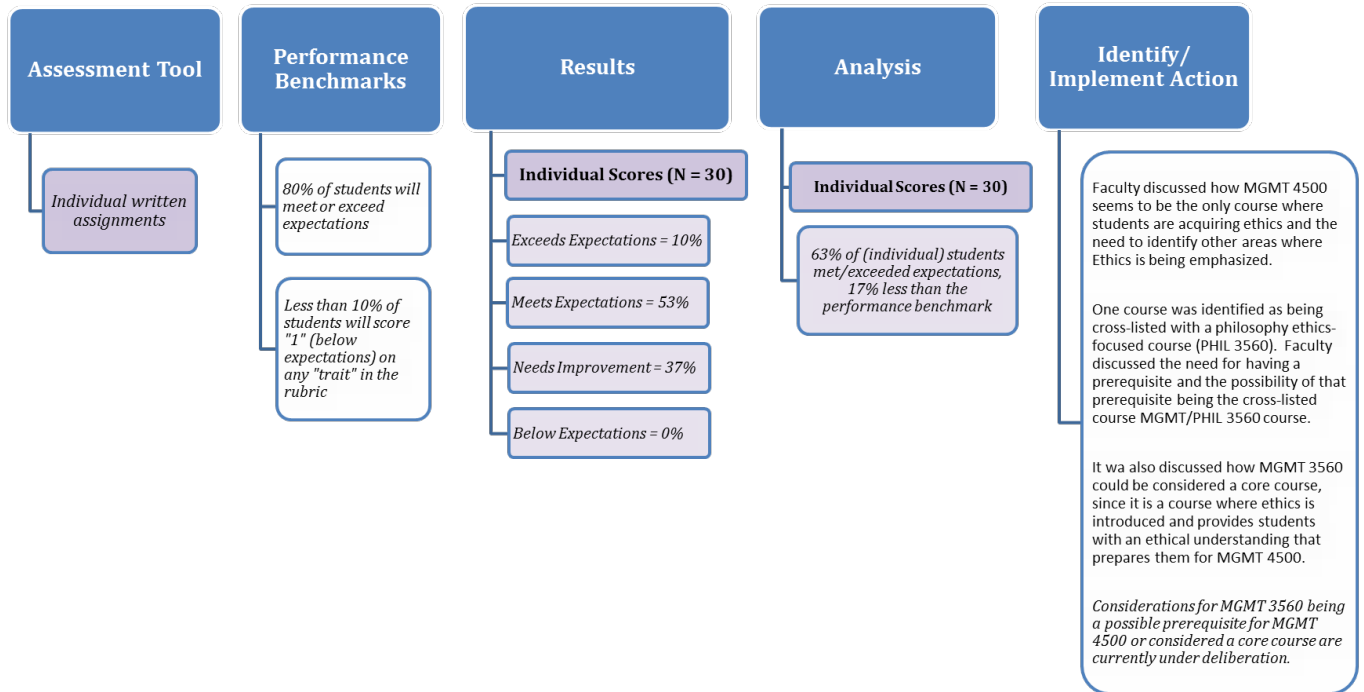 Assessment Tool
Individual written
assignments
Performance
Benchmarks
80% of students will
meet or exceed
expectations
Less than 10% of
students will score
"1" (below
expectations) on
any "trait" in the
rubric
Results
Individual Scores (N = 30)
Exceeds Expectations = 10%
Meets Expectations = 53%
Needs Improvement = 37%
Below Expectations = 0%
Analysis
Individual Scores (N = 30)
63% of (individual) students
met/exceeded expectations,
17% less than the
performance benchmark
Identify/
Implement Action
Faculty discussed how MGMT 4500
seems to be the only course where
students are acquiring ethics and the
need to identify other areas where
Ethics is being emphasized.
One course was identified as being
cross-listed with a philosophy ethics-
focused course (PHIL 3560).  Faculty
discussed the need for having a
prerequisite and the possibility of that
prerequisite being the cross-listed
course MGMT/PHIL 3560 course.
It wa also discussed how MGMT 3560
could be considered a core course,
since it is a course where ethics is
introduced and provides students
with an ethical understanding that
prepares them for MGMT 4500.
Considerations for MGMT 3560 being
a possible prerequisite for MGMT
4500 or considered a core course are
currently under deliberation.